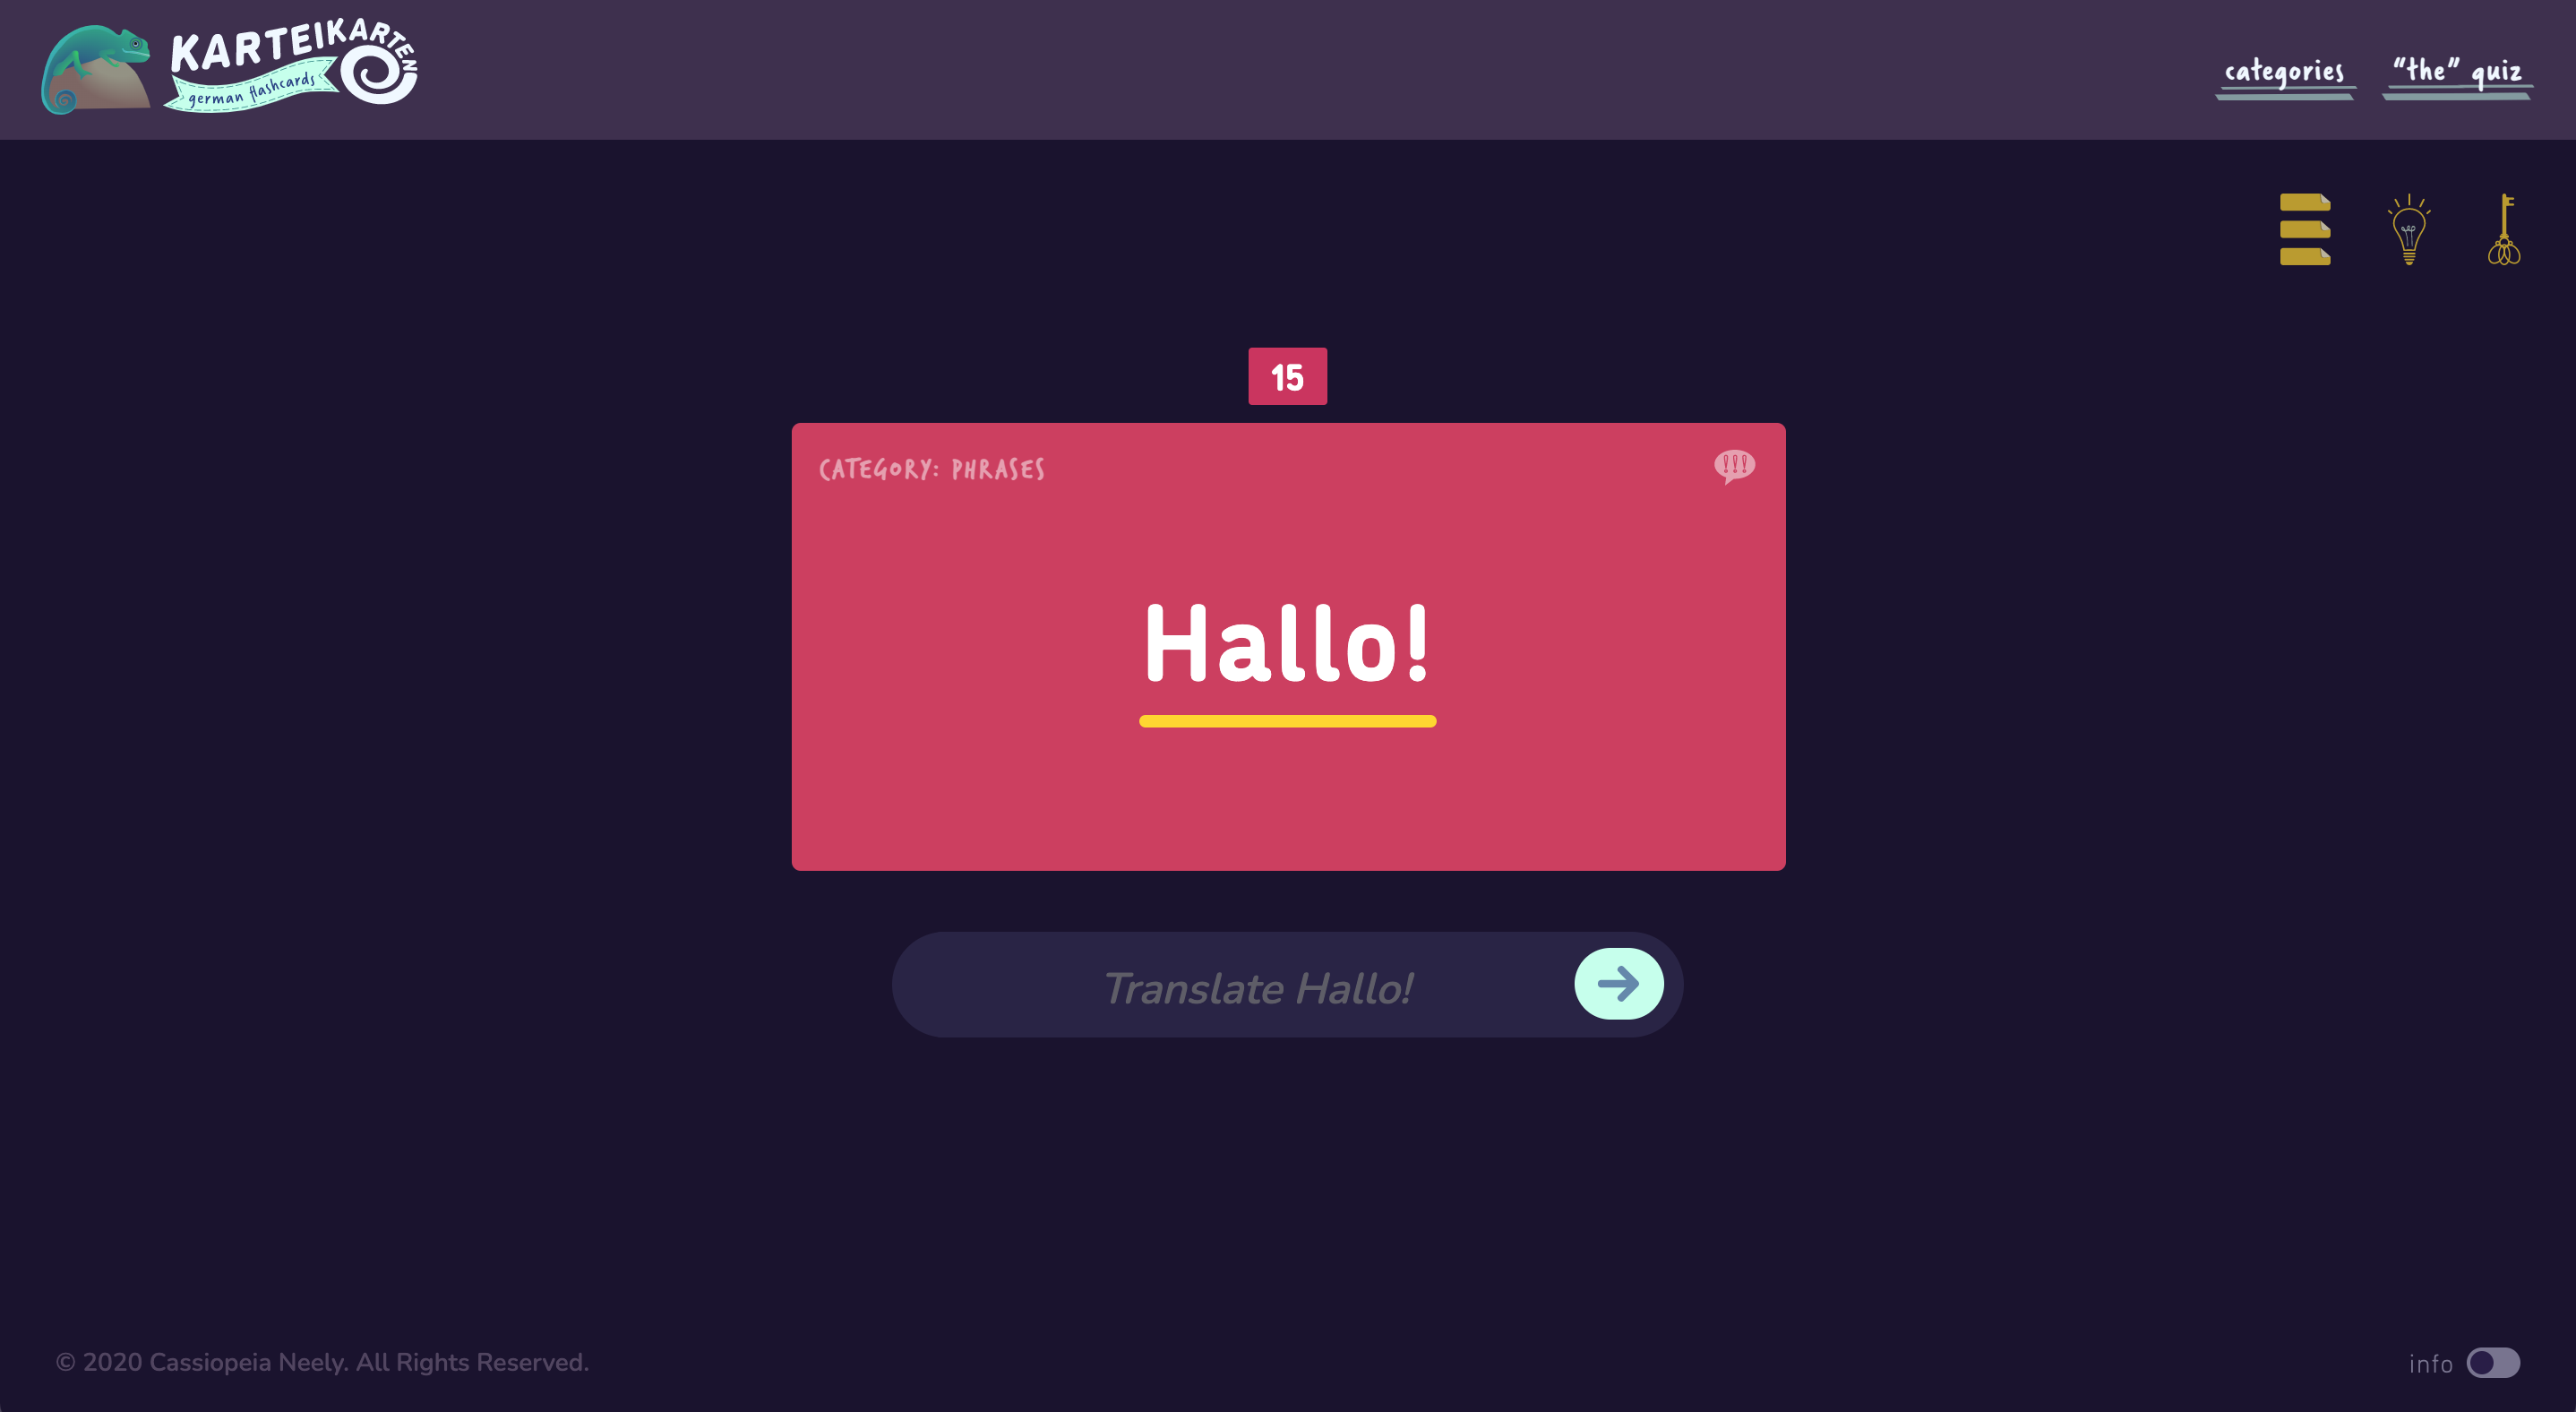 KARTEIKARTEN
german flashcards
categories
"the" quiz
15
CATEGORY: PHRASES
!!!
Hallo!
Translate Hallo!
© 2020 Cassiopeia Neely. All Rights Reserved.
info